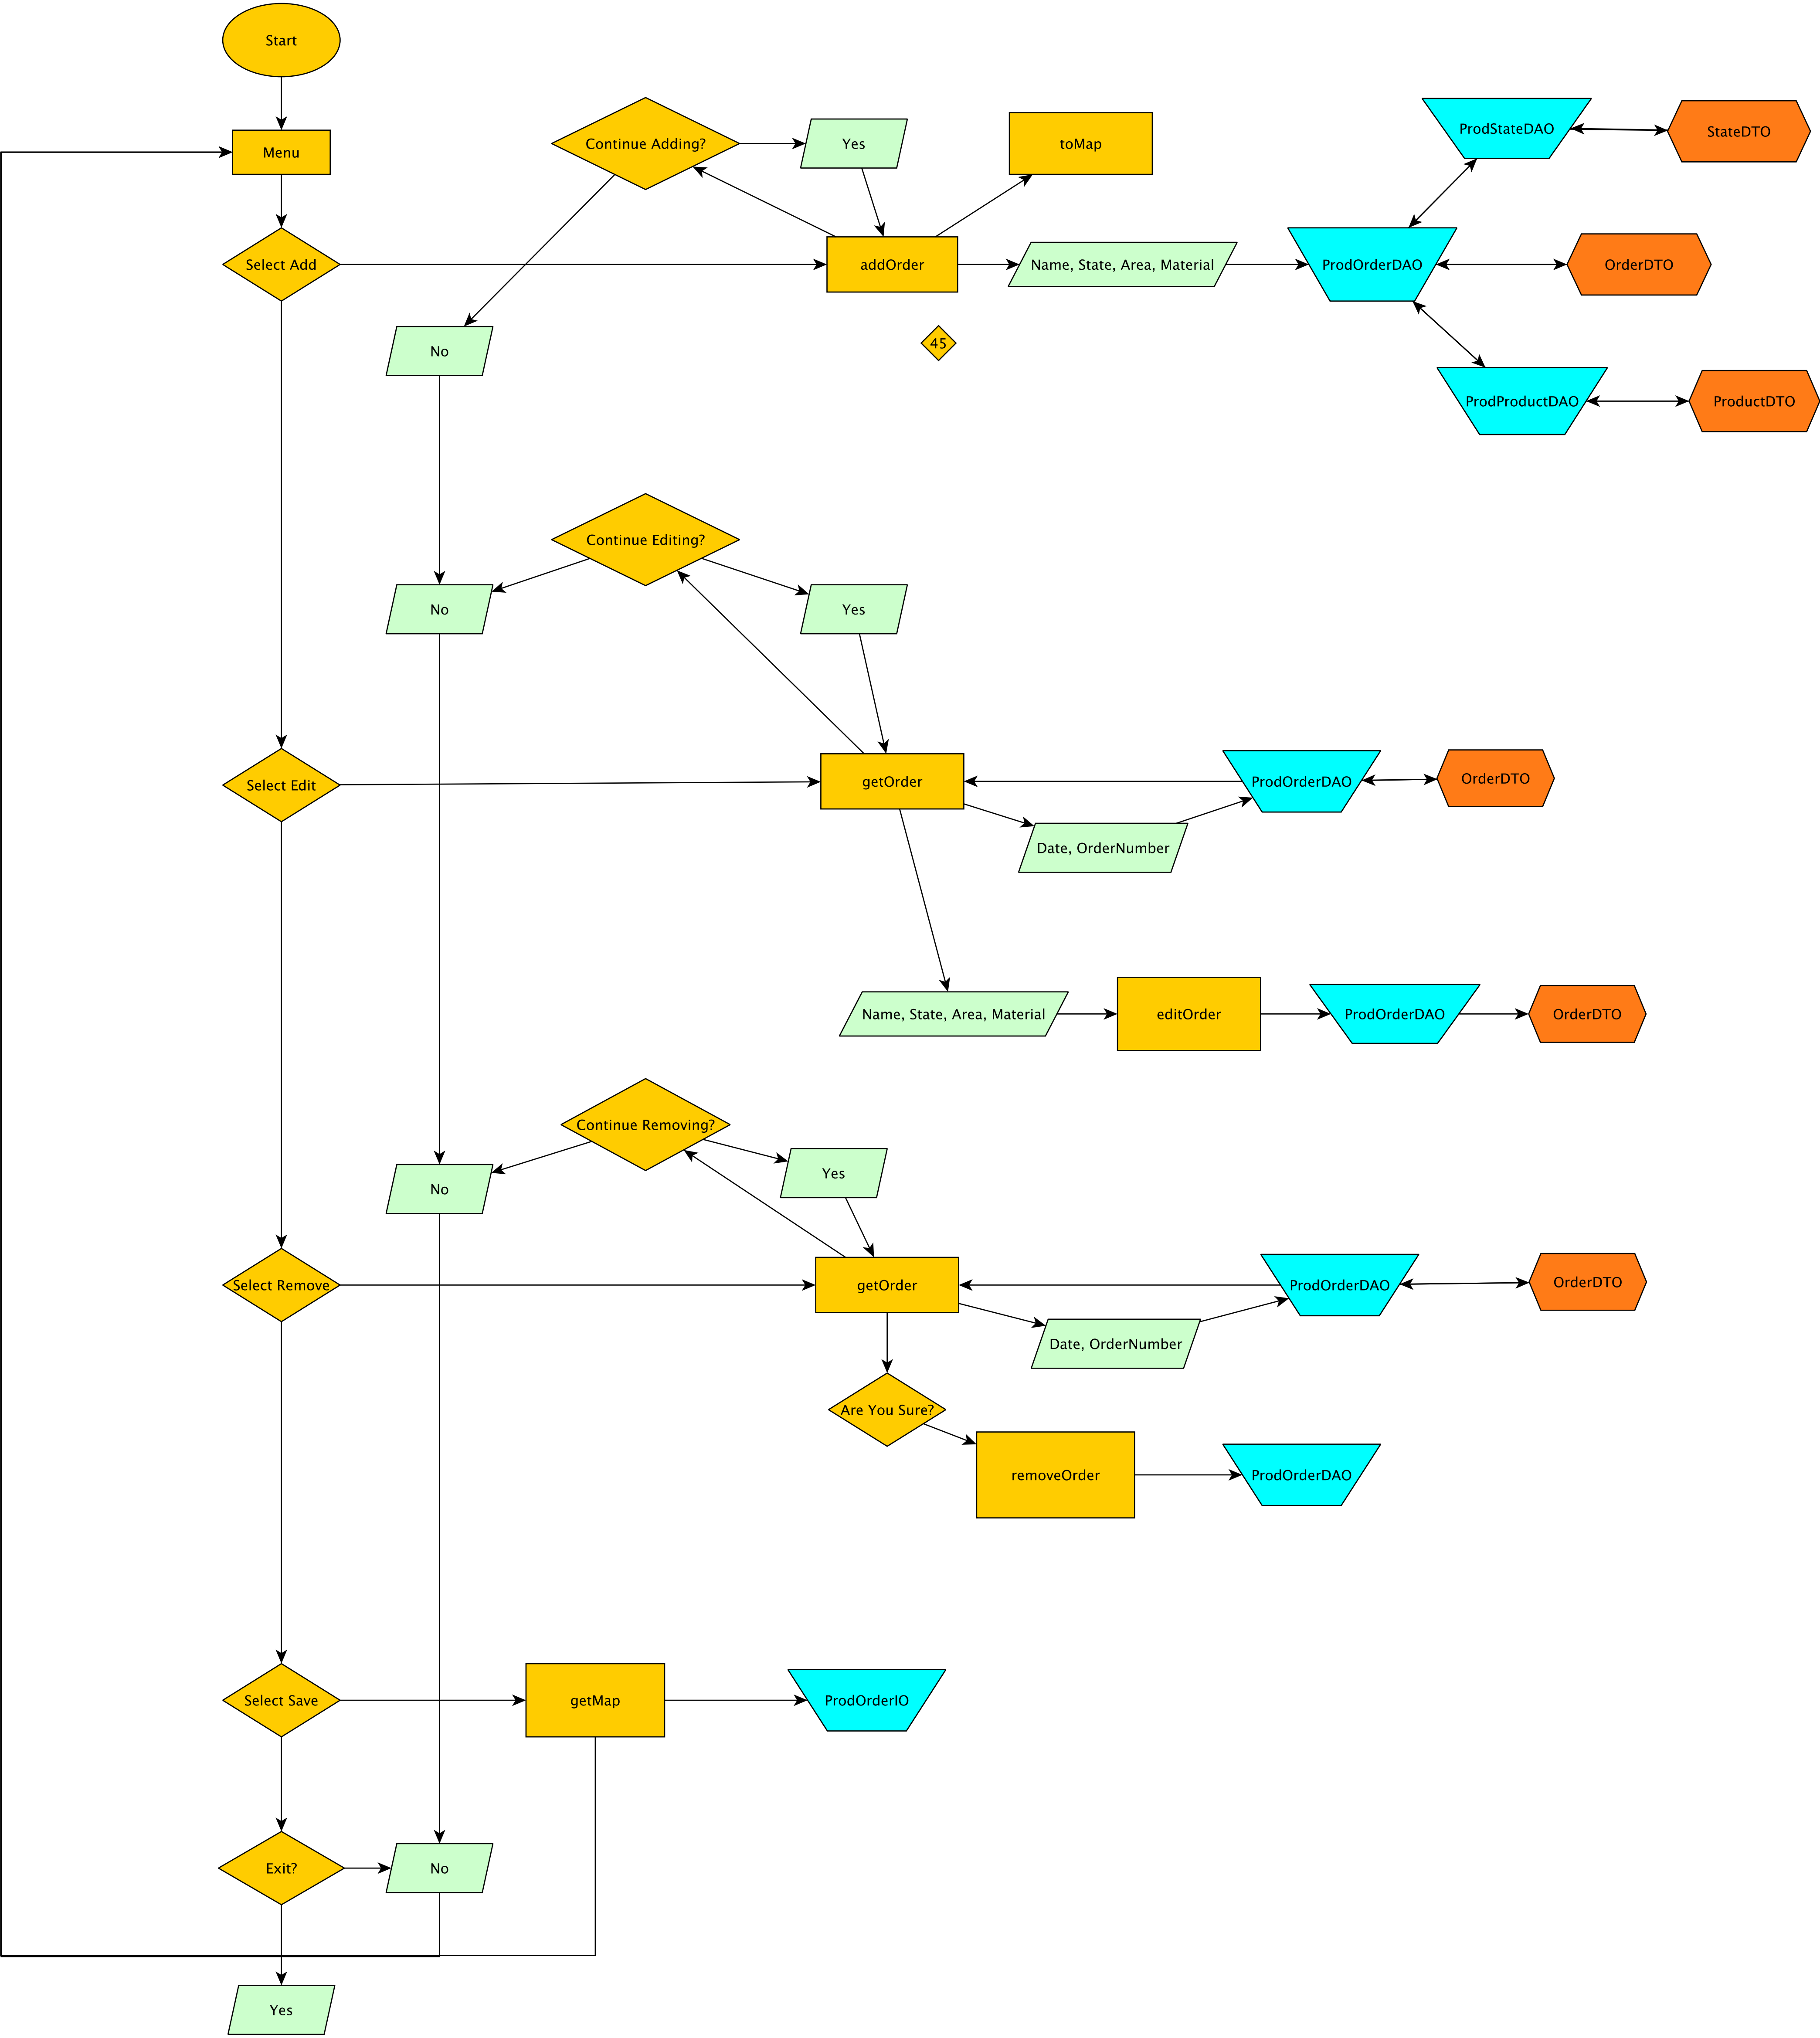 Start
Menu
Continue Adding?
Yes
toMap
ProdStateDAO
StateDTO
Select Add
addOrder
Name, State, Area, Material
ProdOrderDAO
OrderDTO
No
45
ProdProductDAO
ProductDTO
Continue Editing?
No
Yes
Select Edit
getOrder
ProdOrderDAO
OrderDTO
Date, OrderNumber
Name, State, Area, Material
editOrder
ProdOrderDAO
OrderDTO
Continue Removing?
No
Yes
Select Remove
getOrder
ProdOrderDAO
OrderDTO
Date, OrderNumber
Are You Sure?
removeOrder
ProdOrderDAO
Select Save
getMap
ProdOrderIO
Exit?
No
Yes